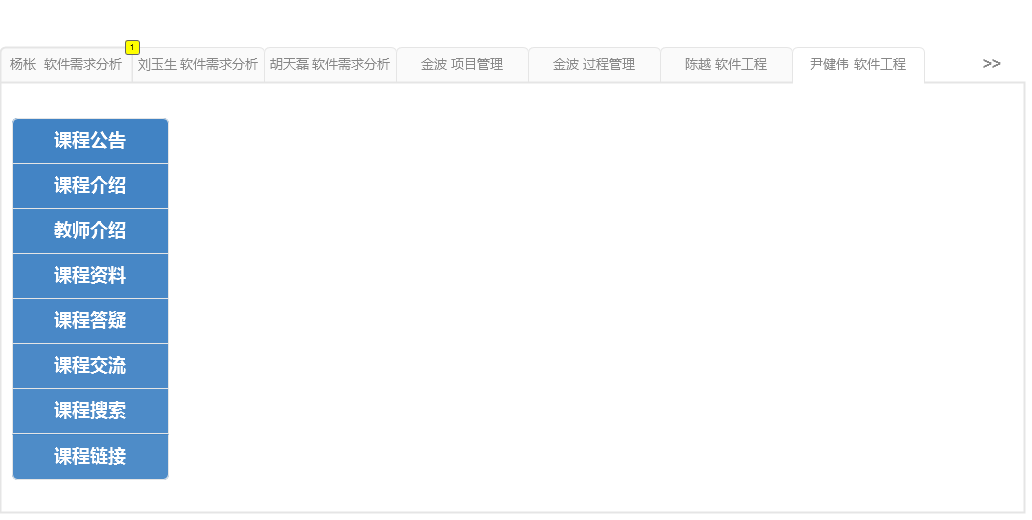 1
杨枨 软件需求分析 刘玉生 软件需求分析 胡天磊 软件需求分析 金波 项目管理 金波 过程管理 陈越 软件工程 尹健伟 软件工程 >>
课程公告
课程介绍
教师介绍
课程资料
课程答疑
课程交流
课程搜索
课程链接